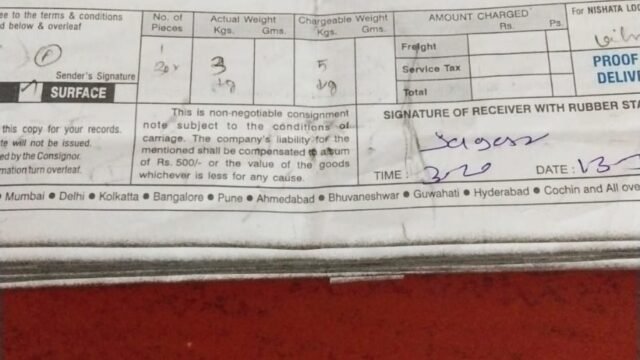 ee to the terms & conditions
d below & overleaf
Sender's Signature
SURFACE
this copy for your records.
te will not be issued.
ed by the Consignor.
mation turn overleaf.
No. of Pieces
Actual Weight
Kgs. Gms.
3
kg
Chargeable Weight
Kgs. Gms.
5
kg
AMOUNT CHARGED
Rs. Ps.
Freight
Service Tax
Total
For NISHATA LO
PROOF
DELIVE
This is non-negotiable consignment
note subject to the conditions of
carriage. The company's liability for
the mentioned shall be compensated to a sum
of Rs. 500/- or the value of the goods
whichever is less for any cause.
SIGNATURE OF RECEIVER WITH RUBBER STA
Sagar
TIME : 3:20 DATE : 13-
Mumbai ● Delhi ● Kolkatta ● Bangalore ● Pune ● Ahmedabad ● Bhuvaneshwar ● Guwahati ● Hyderabad ● Cochin and All over